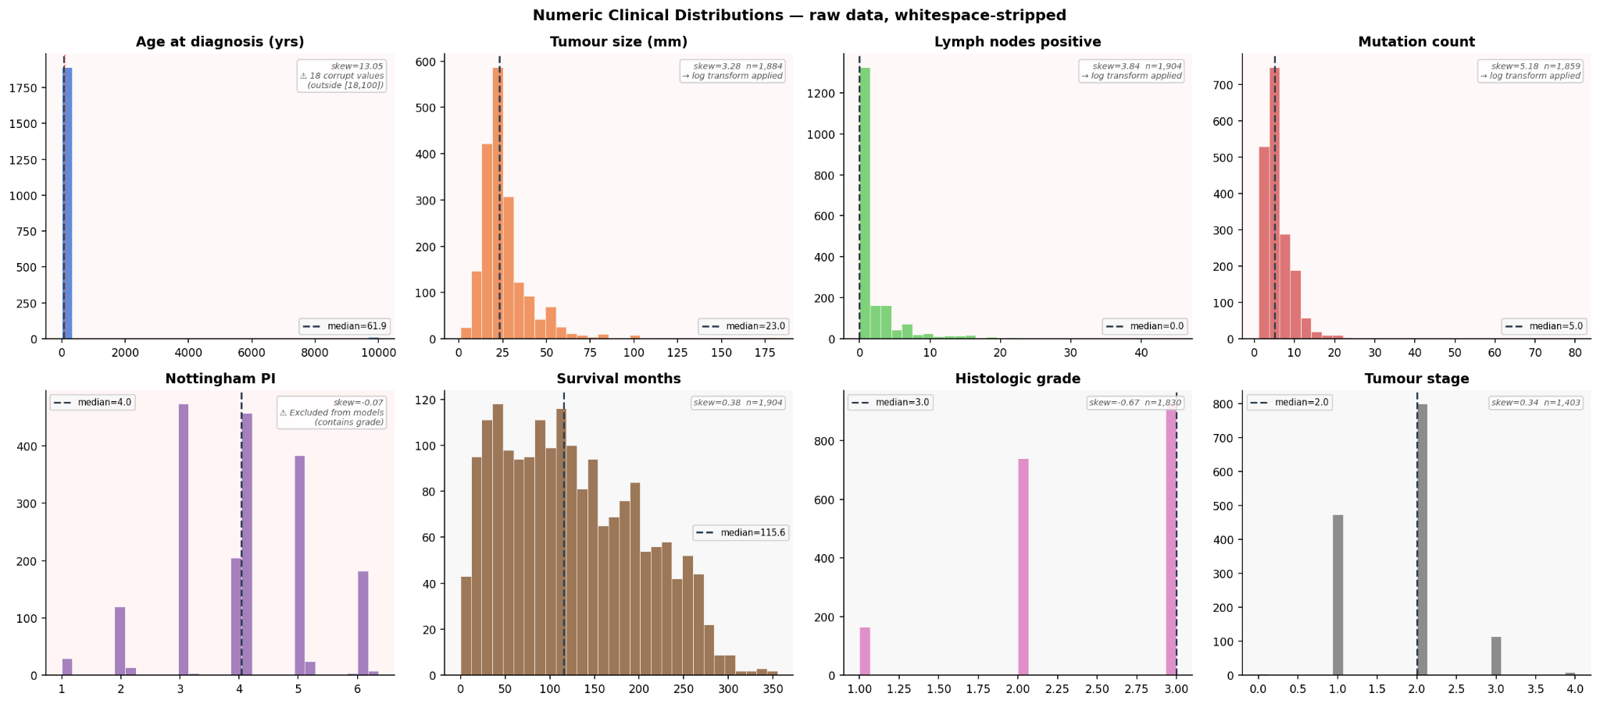 Numeric Clinical Distributions — raw data, whitespace-stripped
Age at diagnosis (yrs)
skew=13.05
⚠ 18 corrupt values
(outside [18,100])
median=61.9
1750
1500
1250
1000
750
500
250
0
0 2000 4000 6000 8000 10000
Tumour size (mm)
skew=3.28 n=1,884
→ log transform applied
median=23.0
600
500
400
300
200
100
0
0 25 50 75 100 125 150 175
Lymph nodes positive
skew=3.84 n=1,904
→ log transform applied
median=0.0
1200
1000
800
600
400
200
0
0 10 20 30 40
Mutation count
skew=5.18 n=1,859
→ log transform applied
median=5.0
700
600
500
400
300
200
100
0
0 10 20 30 40 50 60 70 80
Nottingham PI
median=4.0
skew=-0.07
⚠ Excluded from models
(contains grade)
400
300
200
100
0
1 2 3 4 5 6
Survival months
skew=0.38 n=1,904
median=115.6
120
100
80
60
40
20
0
0 50 100 150 200 250 300 350
Histologic grade
median=3.0
skew=-0.67 n=1,830
800
600
400
200
0
1.00 1.25 1.50 1.75 2.00 2.25 2.50 2.75 3.00
Tumour stage
median=2.0
skew=0.34 n=1,403
800
700
600
500
400
300
200
100
0
0.0 0.5 1.0 1.5 2.0 2.5 3.0 3.5 4.0